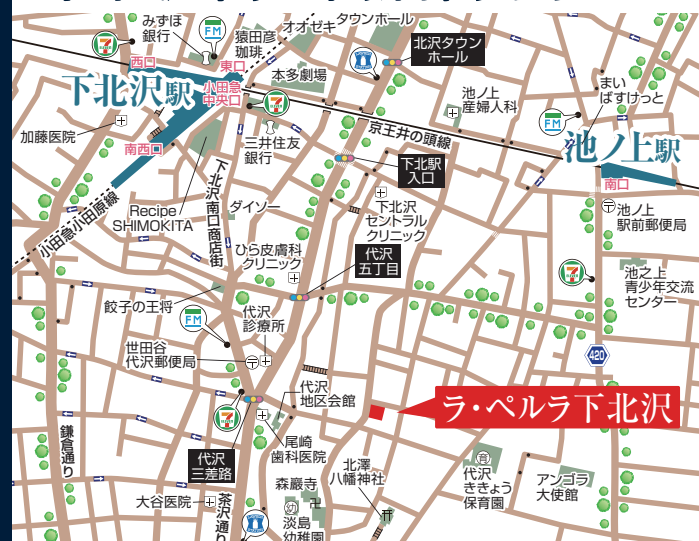 みずほ
銀行
FM
猿田彦
珈琲
オオゼキ
タウンホール
北沢タウン
ホール
西口
東口
下北沢駅
小田急
中央口
本多劇場
池ノ上
産婦人科
まい
ばすけっと
FM
加藤医院
三井住友
銀行
京王井の頭線
池ノ上駅
南西口
下北駅
入口
南口
Recipe
SHIMOKITA
下北沢南口商店街
ダイソー
下北沢
セントラル
クリニック
池ノ上
駅前郵便局
小田急小田原線
ひら皮膚科
クリニック
代沢
五丁目
池之上
青少年交流
センター
餃子の王将
FM
代沢
診療所
世田谷
代沢郵便局
420
代沢
地区会館
ラ・ペルラ下北沢
鎌倉通り
代沢
三差路
尾崎
歯科医院
北澤
八幡神社
代沢
ききょう
保育園
アンゴラ
大使館
大谷医院
茶沢通り
森巖寺
淡島
幼稚園